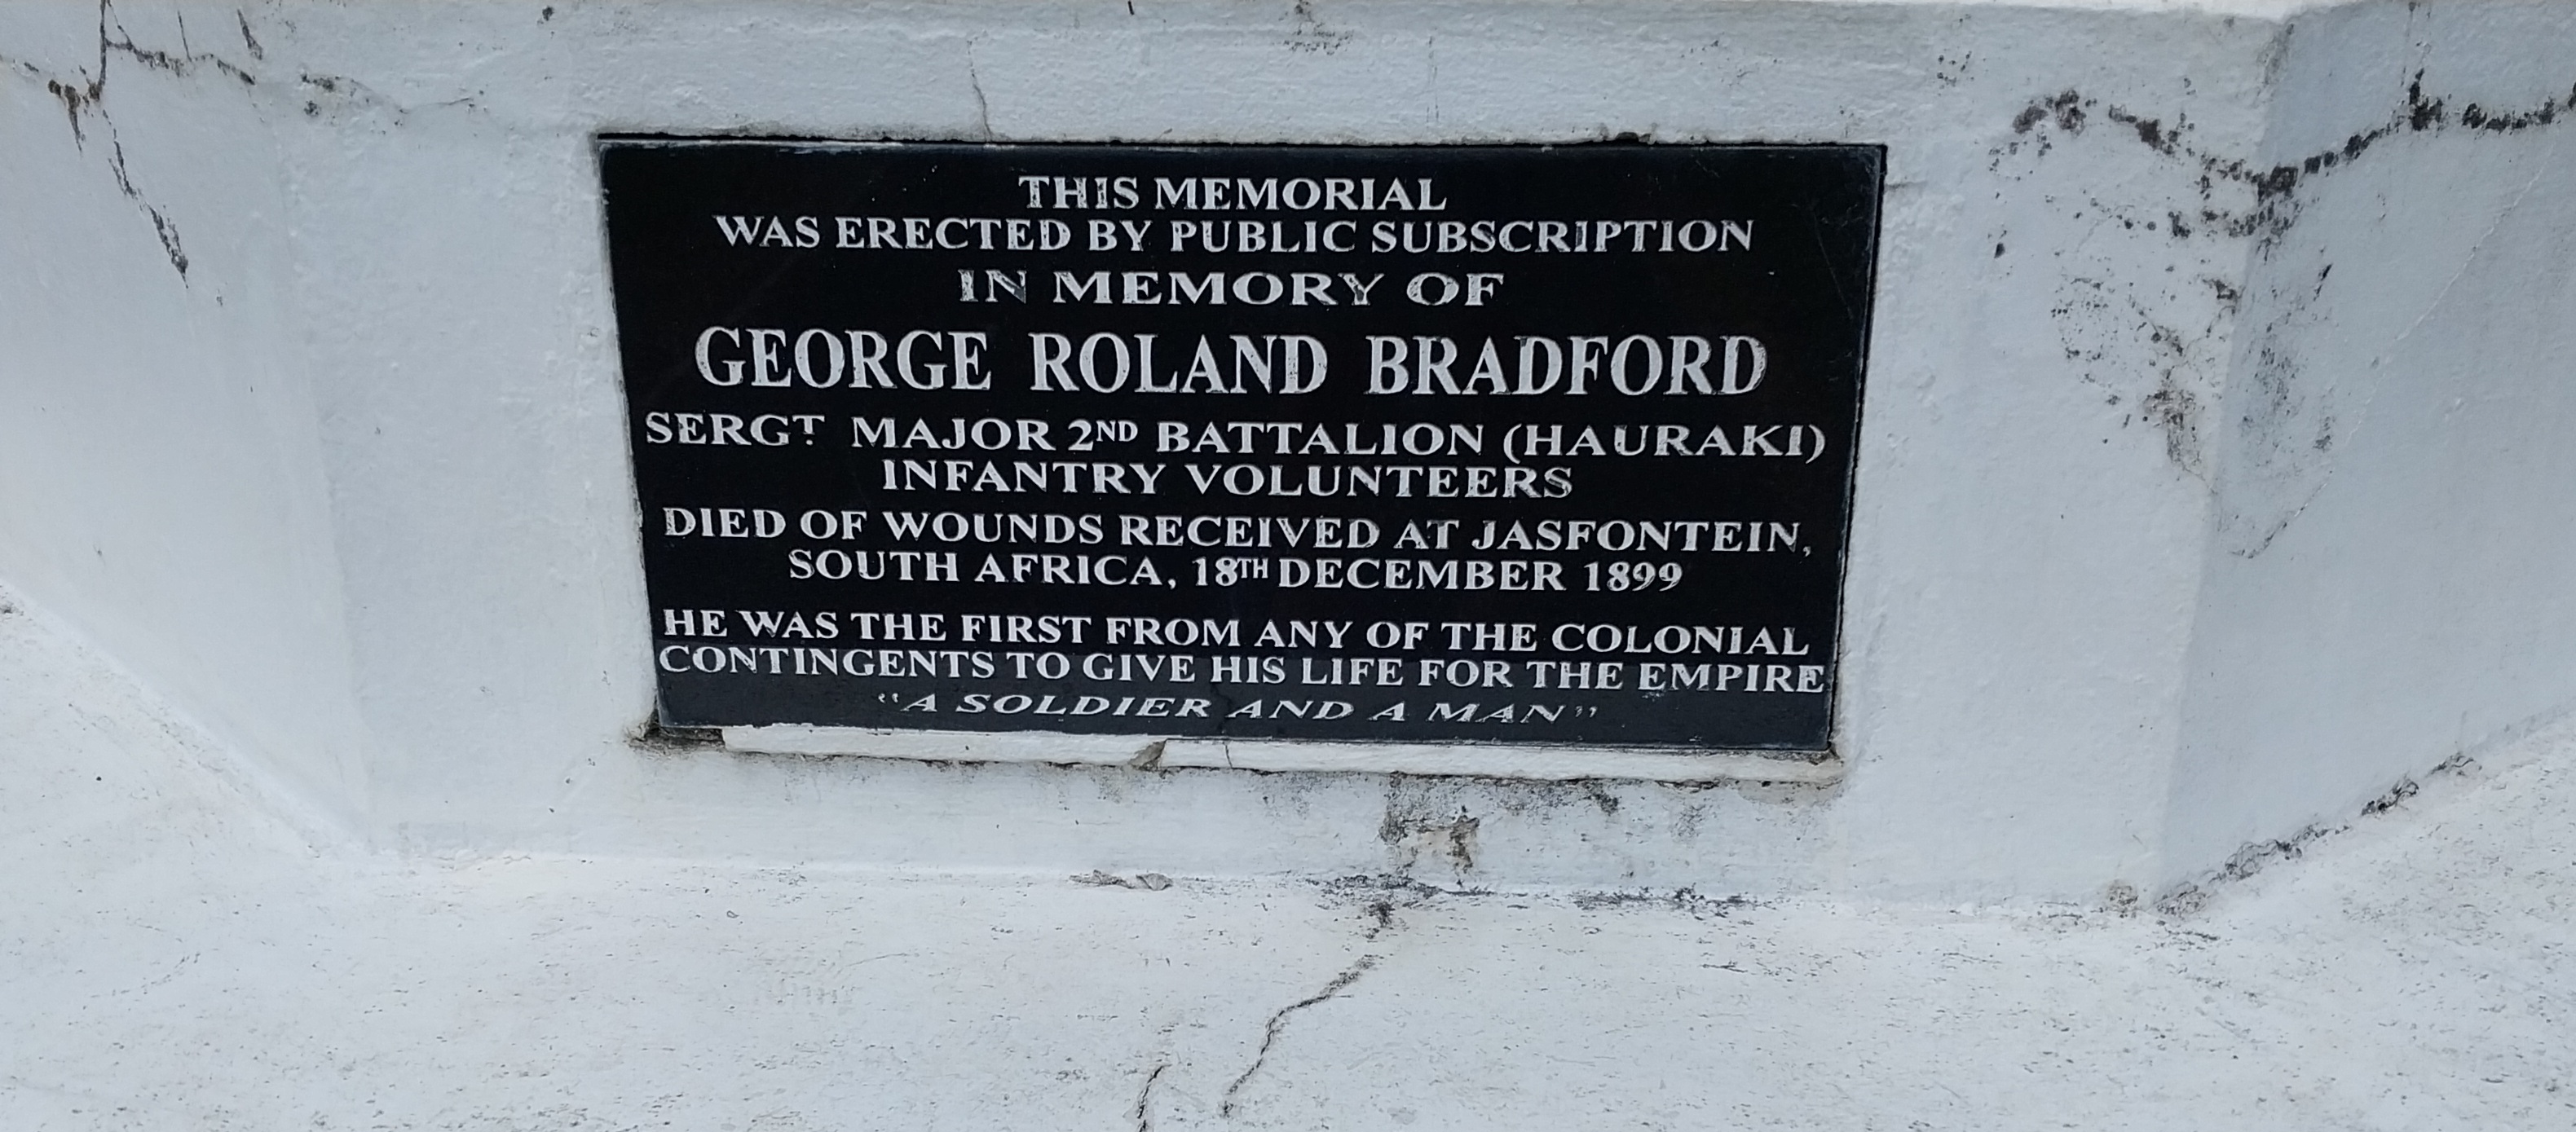 THIS MEMORIAL
WAS ERECTED BY PUBLIC SUBSCRIPTION
IN MEMORY OF
GEORGE ROLAND BRADFORD
SERGT MAJOR 2ND BATTALION (HAURAKI)
INFANTRY VOLUNTEERS
DIED OF WOUNDS RECEIVED AT JASFONTEIN,
SOUTH AFRICA, 18TH DECEMBER 1899
HE WAS THE FIRST FROM ANY OF THE COLONIAL
CONTINGENTS TO GIVE HIS LIFE FOR THE EMPIRE
"A SOLDIER AND A MAN"